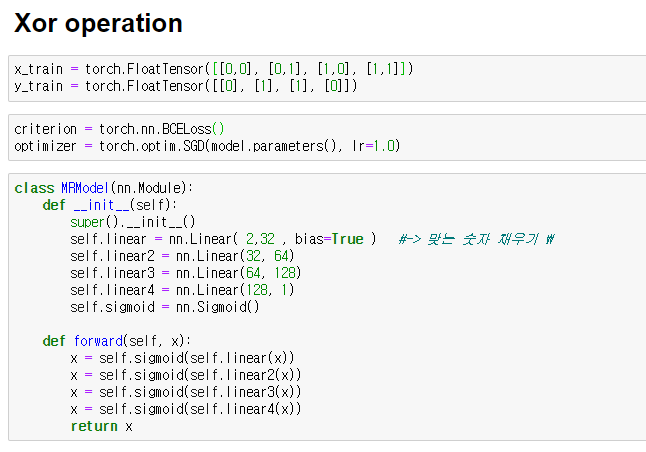 Xor operation
x_train = torch.FloatTensor([[0,0], [0,1], [1,0], [1,1]])
y_train = torch.FloatTensor([[0], [1], [1], [0]])
criterion = torch.nn.BCELoss()
optimizer = torch.optim.SGD(model.parameters(), lr=1.0)
class MRModel(nn.Module):
    def __init__(self):
        super().__init__()
        self.linear = nn.Linear( 2,32 , bias=True )   #-> 맞는 숫자 채우기 ₩
        self.linear2 = nn.Linear(32, 64)
        self.linear3 = nn.Linear(64, 128)
        self.linear4 = nn.Linear(128, 1)
        self.sigmoid = nn.Sigmoid()
    def forward(self, x):
        x = self.sigmoid(self.linear(x))
        x = self.sigmoid(self.linear2(x))
        x = self.sigmoid(self.linear3(x))
        x = self.sigmoid(self.linear4(x))
        return x